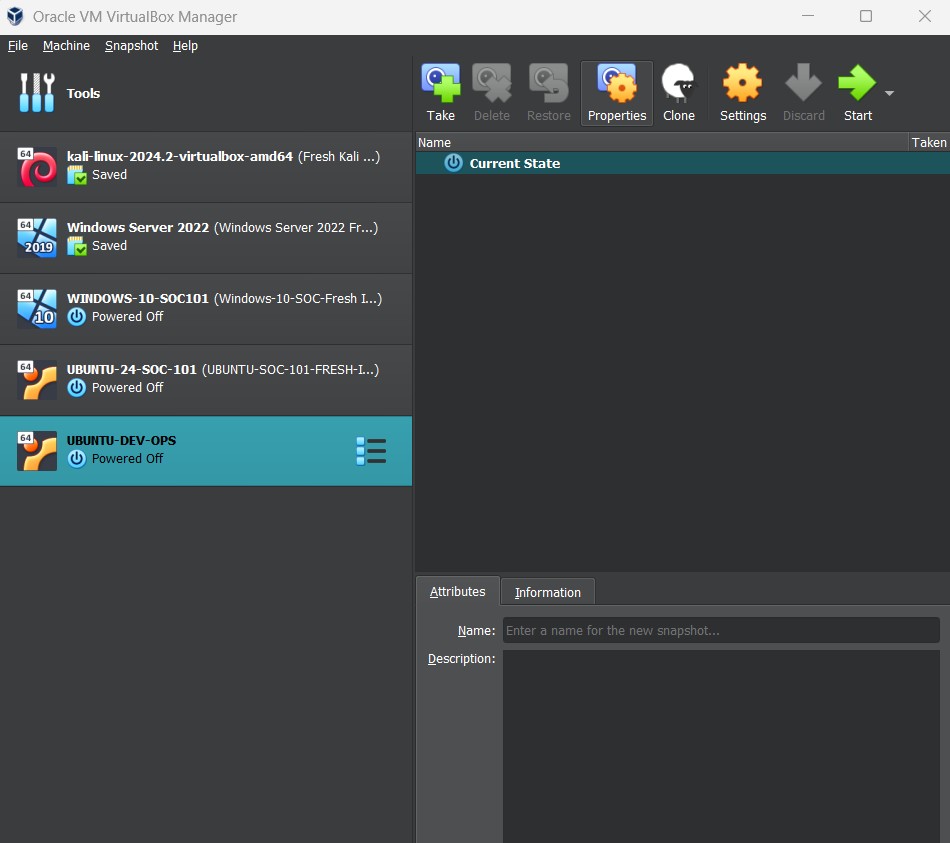 Oracle VM VirtualBox Manager
File Machine Snapshot Help
Tools
Take Delete Restore Properties Clone Settings Discard Start
Name Taken
Current State
64
kali-linux-2024.2-virtualbox-amd64 (Fresh Kali ...)
Saved
64
2019
Windows Server 2022 (Windows Server 2022 Fr...)
Saved
64
10
WINDOWS-10-SOC101 (Windows-10-SOC-Fresh I...)
Powered Off
64
UBUNTU-24-SOC-101 (UBUNTU-SOC-101-FRESH-I...)
Powered Off
64
UBUNTU-DEV-OPS
Powered Off
Attributes Information
Name: Enter a name for the new snapshot...
Description: